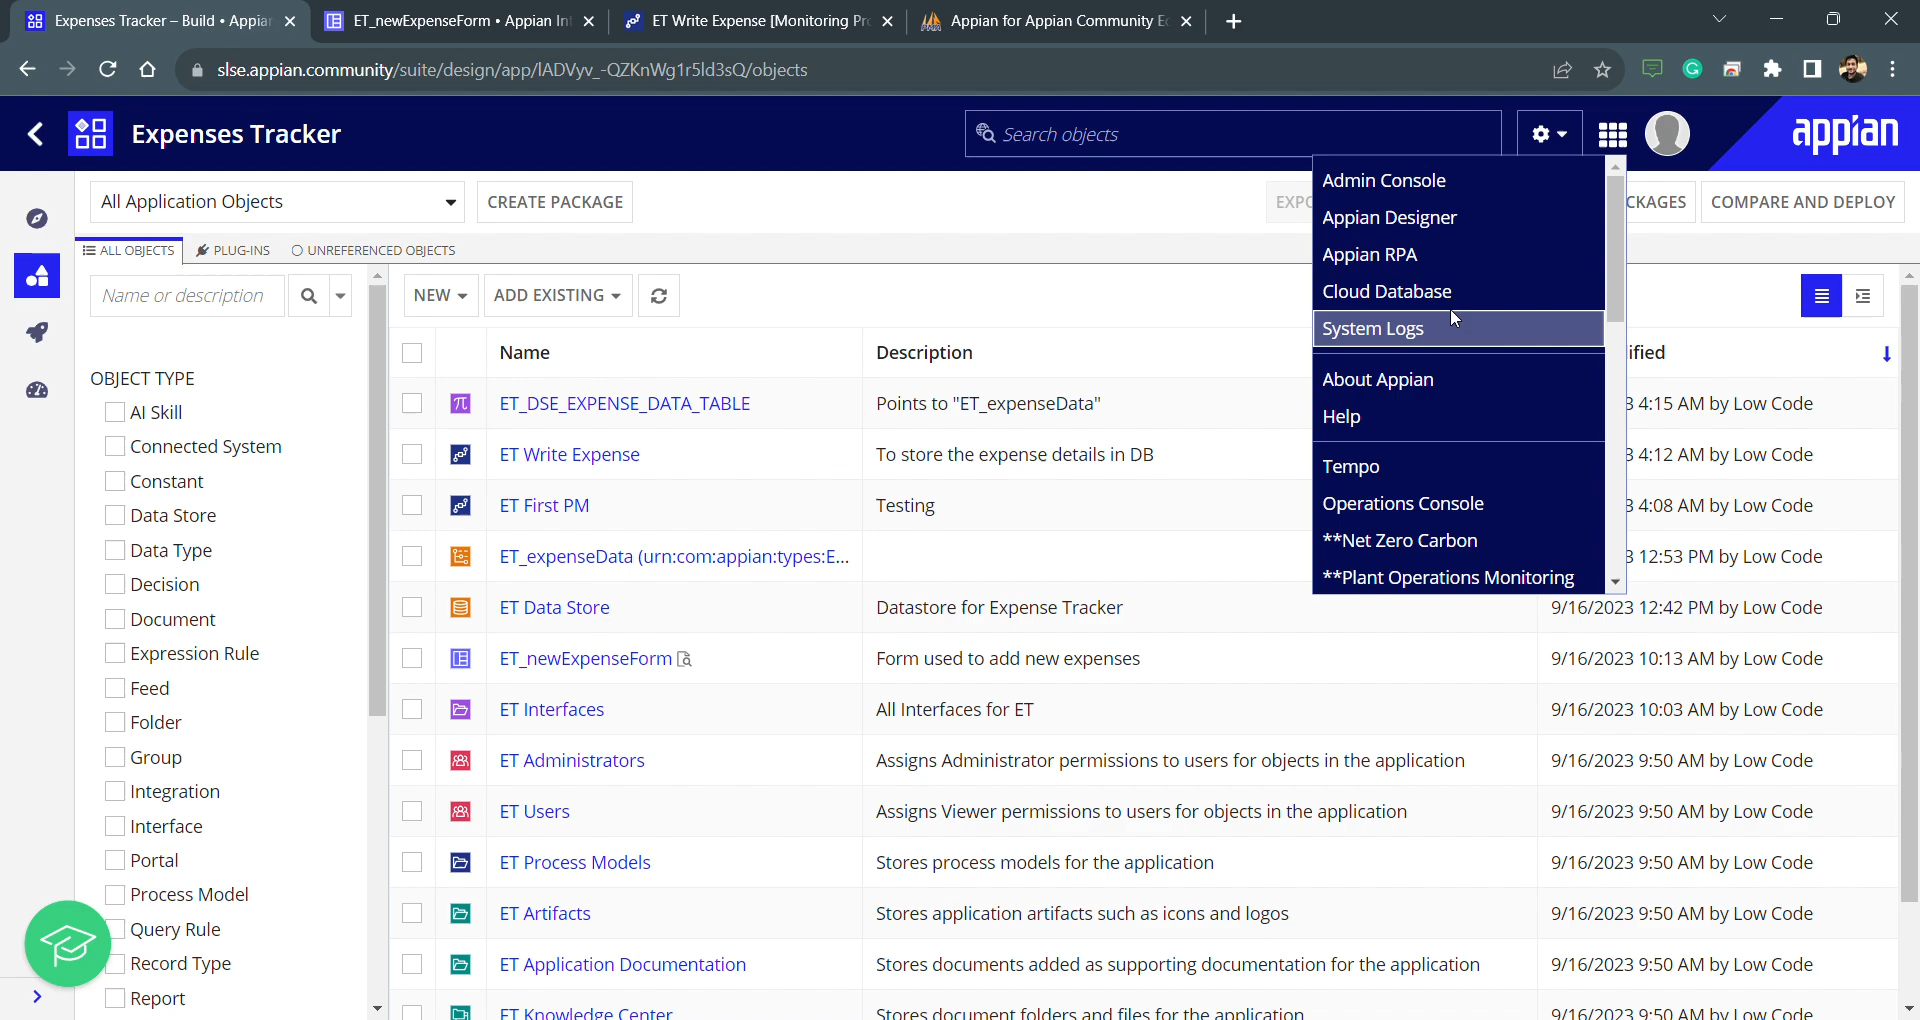 Expenses Tracker – Build • Appian
ET_newExpenseForm • Appian In
ET Write Expense [Monitoring Pr
Appian for Appian Community E
slse.appian.community/suite/design/app/lADVyv_-QZKnWg1r5ld3sQ/objects
Expenses Tracker
Search objects
appian
All Application Objects
CREATE PACKAGE
EXPO
CKAGES
COMPARE AND DEPLOY
ALL OBJECTS
PLUG-INS
UNREFERENCED OBJECTS
Name or description
NEW
ADD EXISTING
Admin Console
Appian Designer
Appian RPA
Cloud Database
System Logs
About Appian
Help
Tempo
Operations Console
**Net Zero Carbon
**Plant Operations Monitoring
OBJECT TYPE
AI Skill
Connected System
Constant
Data Store
Data Type
Decision
Document
Expression Rule
Feed
Folder
Group
Integration
Interface
Portal
Process Model
Query Rule
Record Type
Report
Name Description ified
ET_DSE_EXPENSE_DATA_TABLE Points to "ET_expenseData" 3 4:15 AM by Low Code
ET Write Expense To store the expense details in DB 3 4:12 AM by Low Code
ET First PM Testing 3 4:08 AM by Low Code
ET_expenseData (urn:com:appian:types:E... 3 12:53 PM by Low Code
ET Data Store Datastore for Expense Tracker 9/16/2023 12:42 PM by Low Code
ET_newExpenseForm Form used to add new expenses 9/16/2023 10:13 AM by Low Code
ET Interfaces All Interfaces for ET 9/16/2023 10:03 AM by Low Code
ET Administrators Assigns Administrator permissions to users for objects in the application 9/16/2023 9:50 AM by Low Code
ET Users Assigns Viewer permissions to users for objects in the application 9/16/2023 9:50 AM by Low Code
ET Process Models Stores process models for the application 9/16/2023 9:50 AM by Low Code
ET Artifacts Stores application artifacts such as icons and logos 9/16/2023 9:50 AM by Low Code
ET Application Documentation Stores documents added as supporting documentation for the application 9/16/2023 9:50 AM by Low Code
ET Knowledge Center Stores document folders and files for the application 9/16/2023 9:50 AM by Low Code